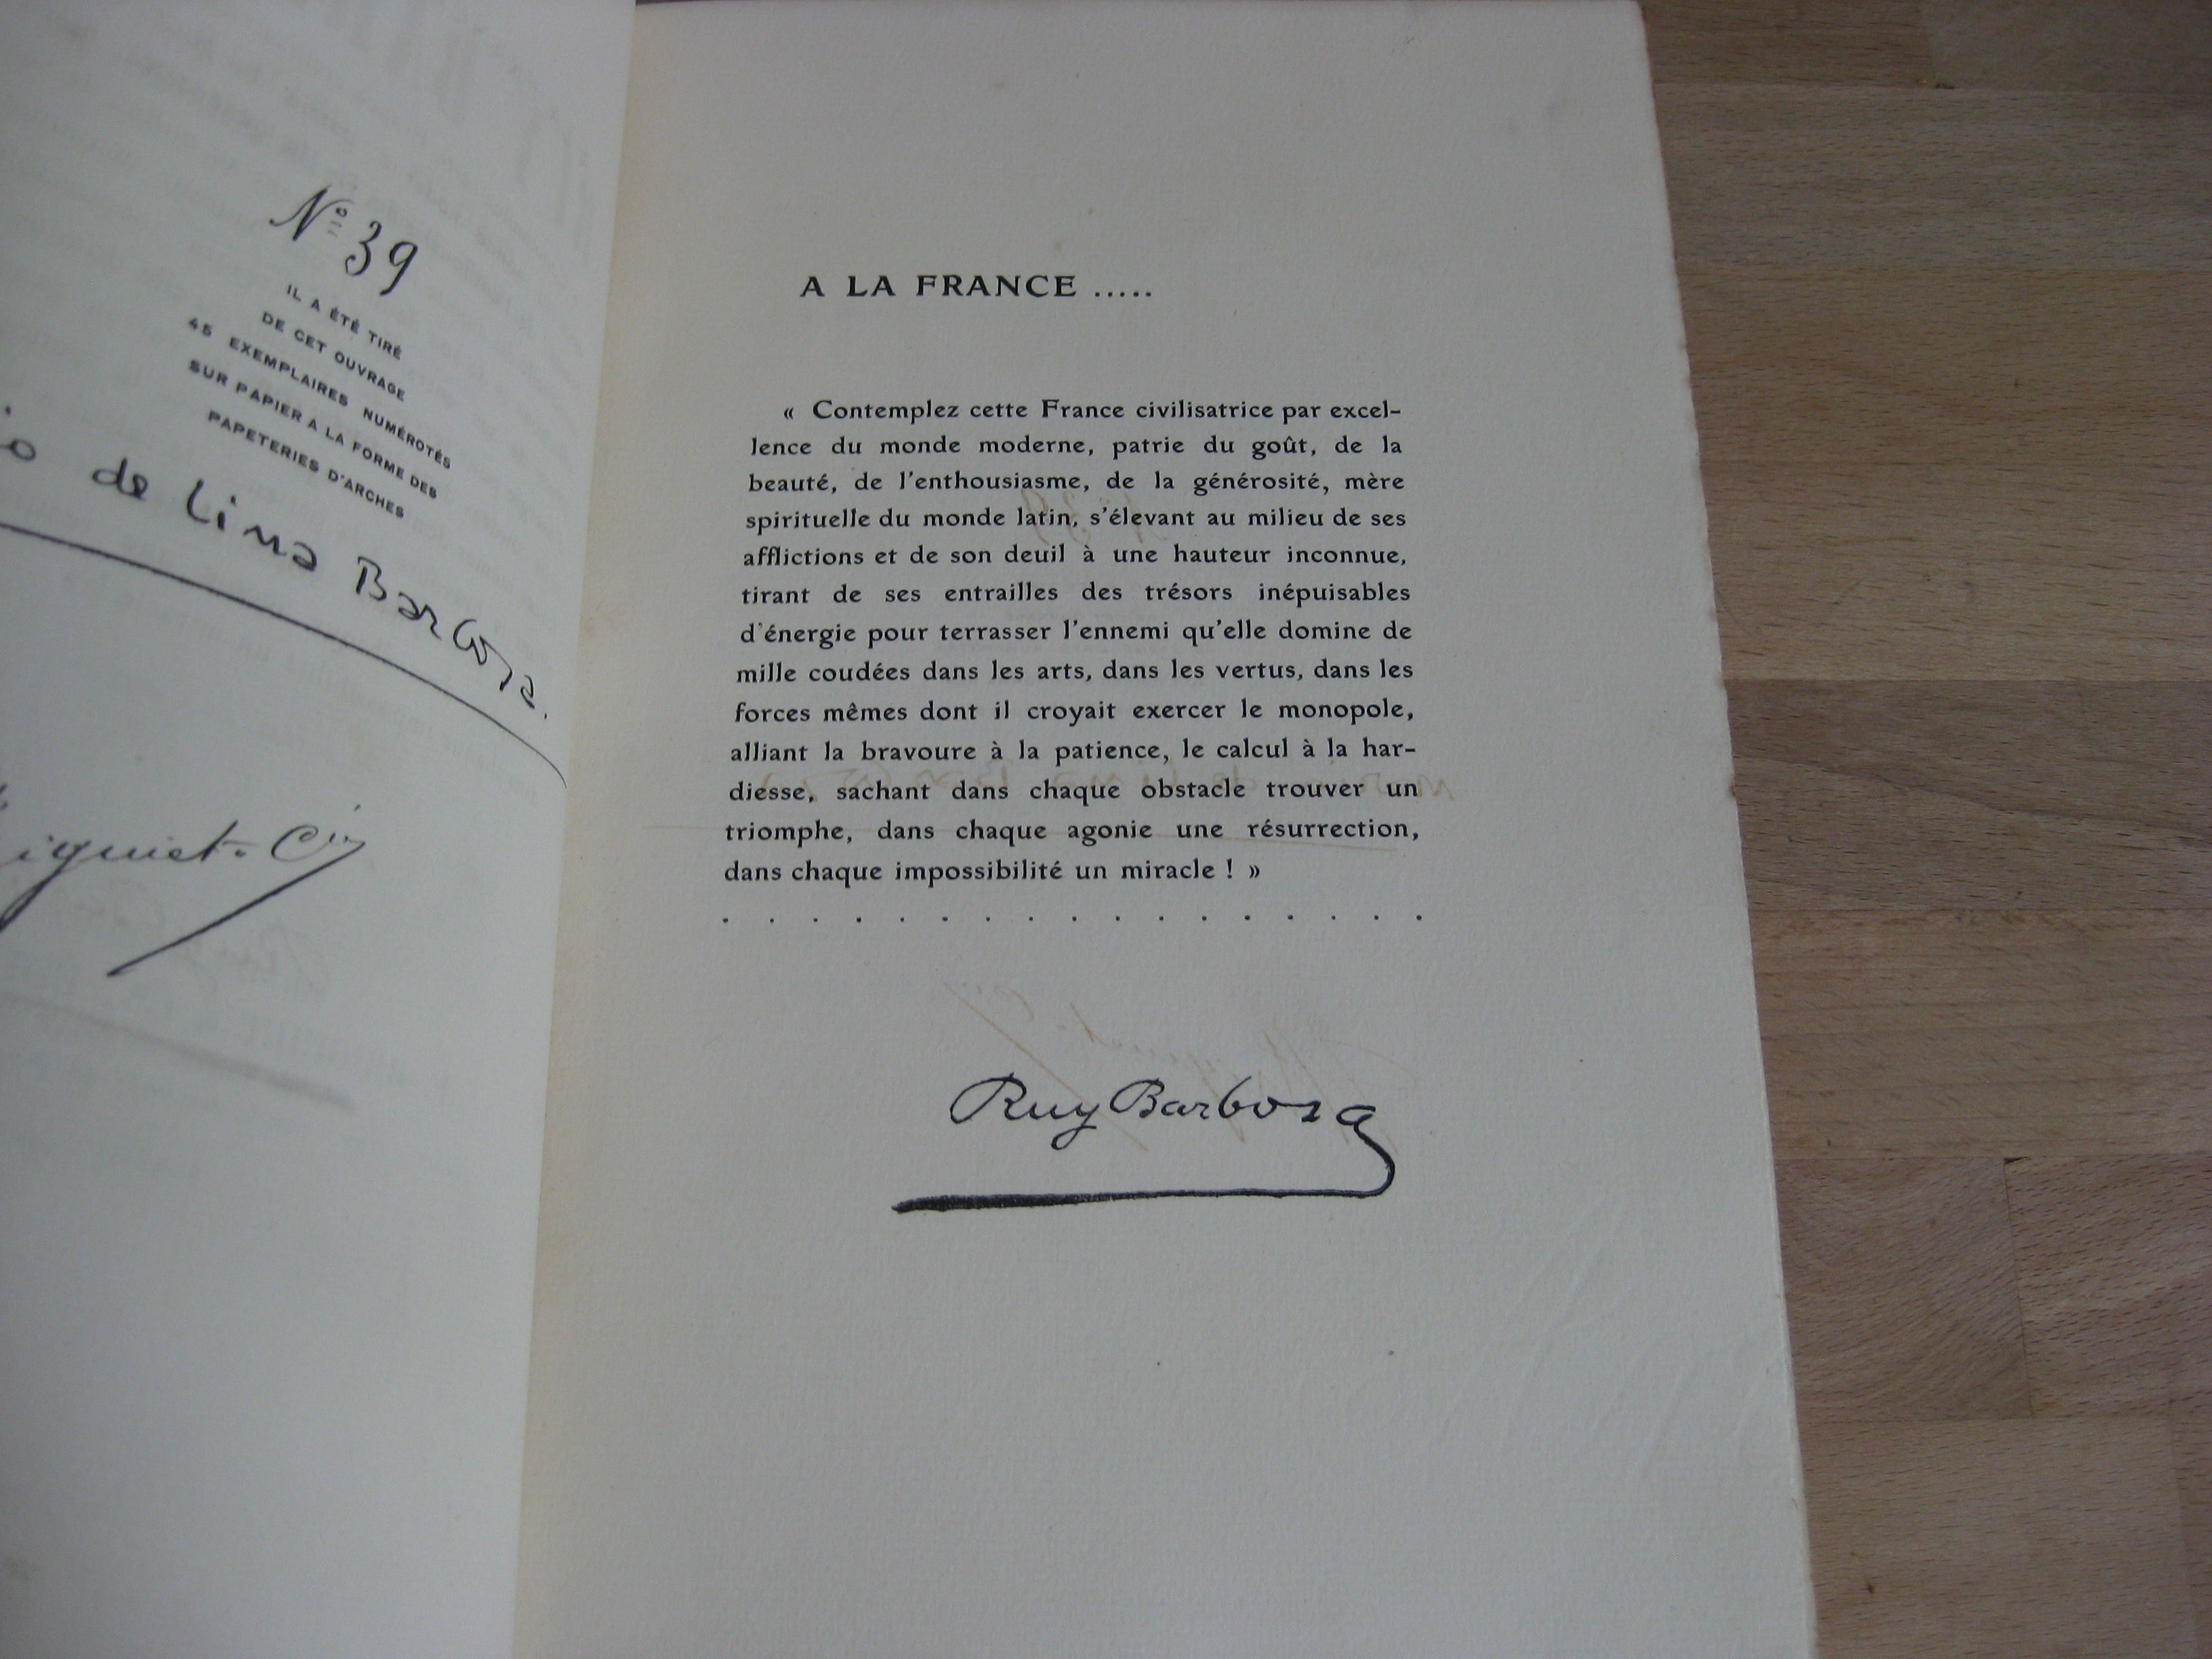 Nº 39
IL A ÉTÉ TIRÉ
DE CET OUVRAGE
45 EXEMPLAIRES NUMÉROTÉS
SUR PAPIER A LA FORME DES
PAPETERIES D'ARCHES
de Lima Barbosa.
A LA FRANCE .....
« Contemplez cette France civilisatrice par excel-
lence du monde moderne, patrie du goût, de la
beauté, de l'enthousiasme, de la générosité, mère
spirituelle du monde latin, s'élevant au milieu de ses
afflictions et de son deuil à une hauteur inconnue,
tirant de ses entrailles des trésors inépuisables
d'énergie pour terrasser l'ennemi qu'elle domine de
mille coudées dans les arts, dans les vertus, dans les
forces mêmes dont il croyait exercer le monopole,
alliant la bravoure à la patience, le calcul à la har-
diesse, sachant dans chaque obstacle trouver un
triomphe, dans chaque agonie une résurrection,
dans chaque impossibilité un miracle ! »
. . . . . . . . . . . . . . . . .
Ruy Barbosa